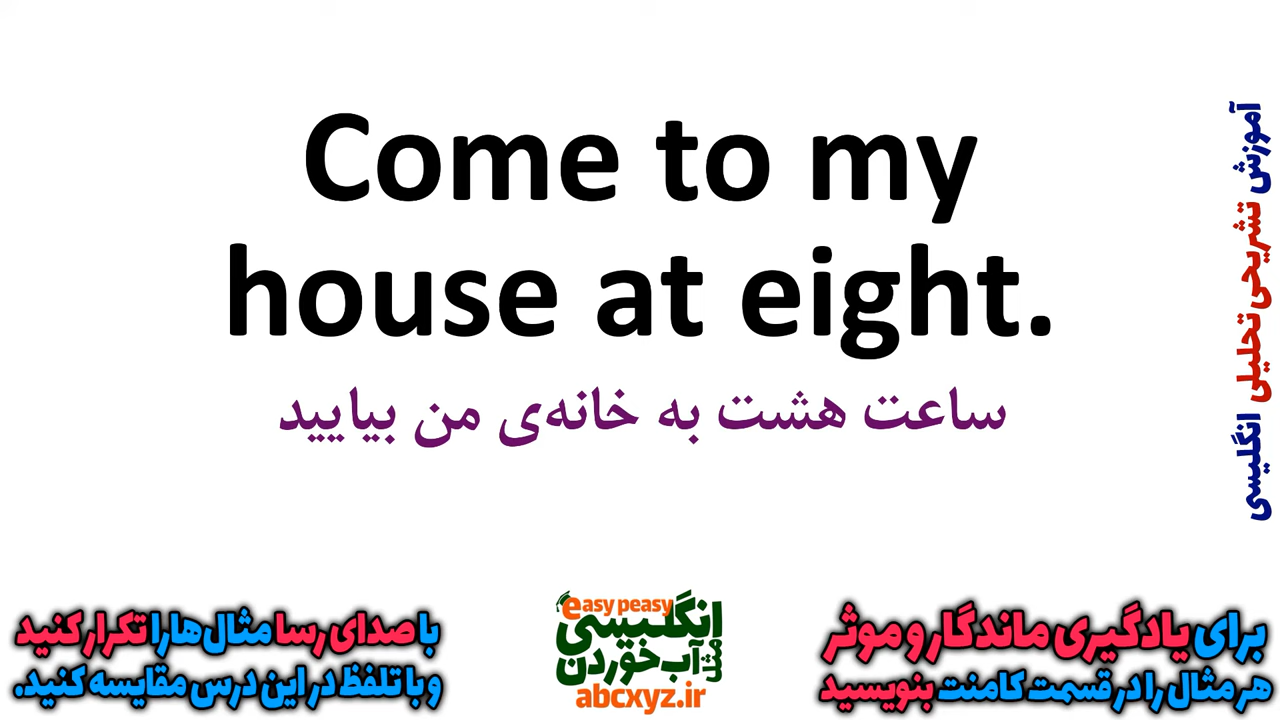 Come to my
house at eight.
ساعت هشت به خانه‌ی من بیایید
آموزش تشریحی تحلیلی انگلیسی
برای یادگیری ماندگار و موثر
هر مثال را در قسمت کامنت بنویسید
easy peasy
انگلیسی
مثل آب خوردن
abcxyz.ir
با صدای رسا مثال‌ها را تکرار کنید
و با تلفظ در این درس مقایسه کنید.